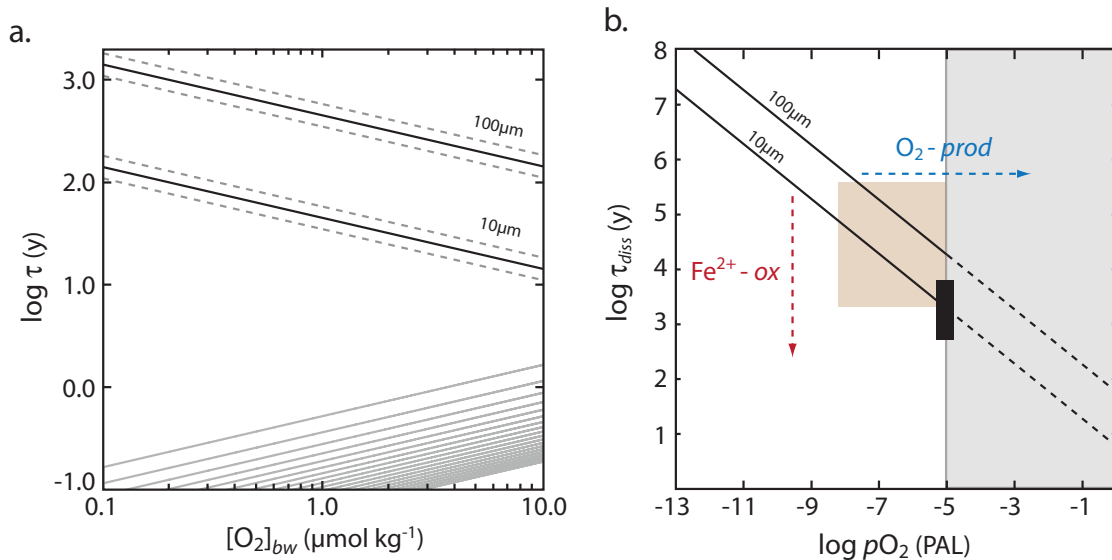 a.
3.0
2.0
1.0
0.0
-1.0
log τ (y)
100µm
10µm
0.1
1.0
10.0
[O₂]bw (µmol kg⁻¹)
b.
8
7
6
5
4
3
2
1
log τdiss (y)
100µm
10µm
O₂ - prod
Fe²⁺ - ox
-13
-11
-9
-7
-5
-3
-1
log pO₂ (PAL)